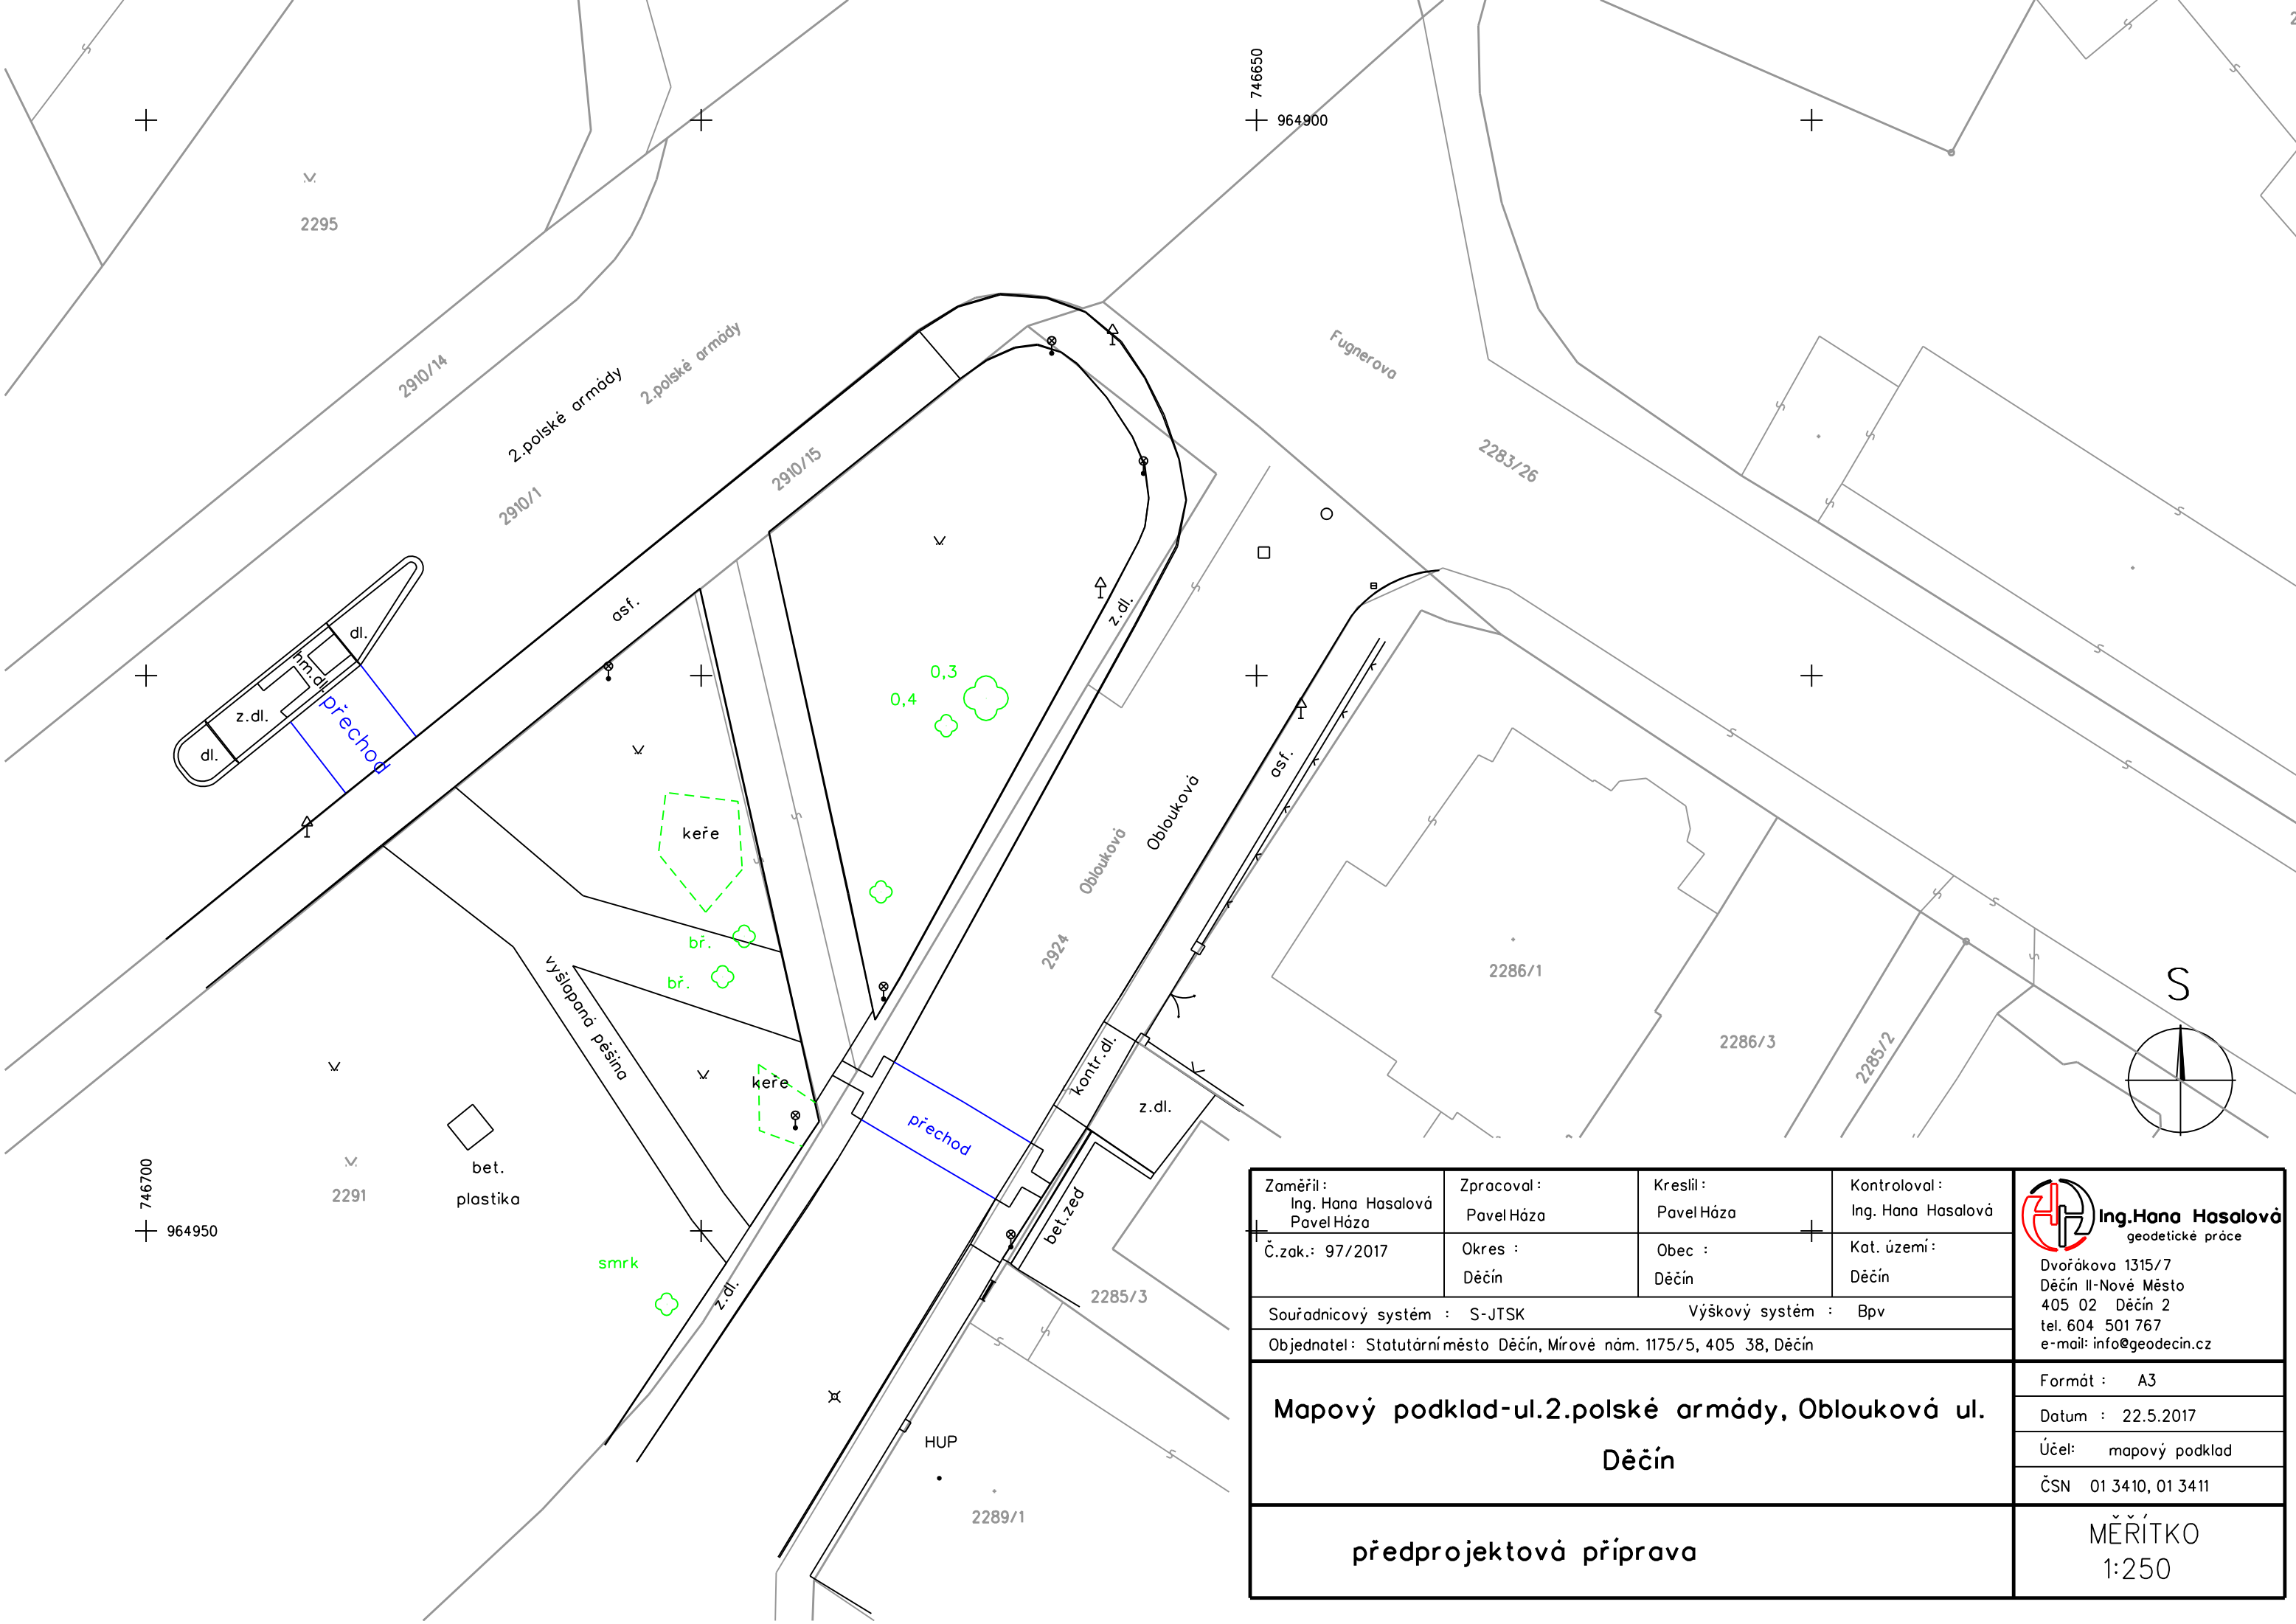 746650
964900
2295
2910/14
2.polské armády
2.polské armády
Fugnerova
2910/1
2910/15
2283/26
asf.
z.dl.
dl.
hm.dl.
z.dl.
dl.
přechod
0,3
0,4
keře
asf.
Oblouková
Oblouková
2924
bř.
bř.
vyšlapaná pěšina
2286/1
S
2286/3
2285/2
kontr.dl.
keře
z.dl.
přechod
bet.
plastika
2291
746700
964950
bet.zed
smrk
z.dl.
2285/3
HUP
2289/1
Zaměřil:
Ing. Hana Hasalová
Pavel Háza
Zpracoval:
Pavel Háza
Kreslil:
Pavel Háza
Kontroloval:
Ing. Hana Hasalová
Č.zak.: 97/2017
Okres :
Děčín
Obec :
Děčín
Kat. území:
Děčín
Souřadnicový systém : S-JTSK
Výškový systém : Bpv
Objednatel: Statutární město Děčín, Mírové nám. 1175/5, 405 38, Děčín
Ing.Hana Hasalová
geodetické práce
Dvořákova 1315/7
Děčín II-Nové Město
405 02 Děčín 2
tel. 604 501 767
e-mail: info@geodecin.cz
Mapový podklad-ul.2.polské armády, Oblouková ul.
Děčín
Formát : A3
Datum : 22.5.2017
Účel: mapový podklad
ČSN 01 3410, 01 3411
předprojektová příprava
MĚŘÍTKO
1:250